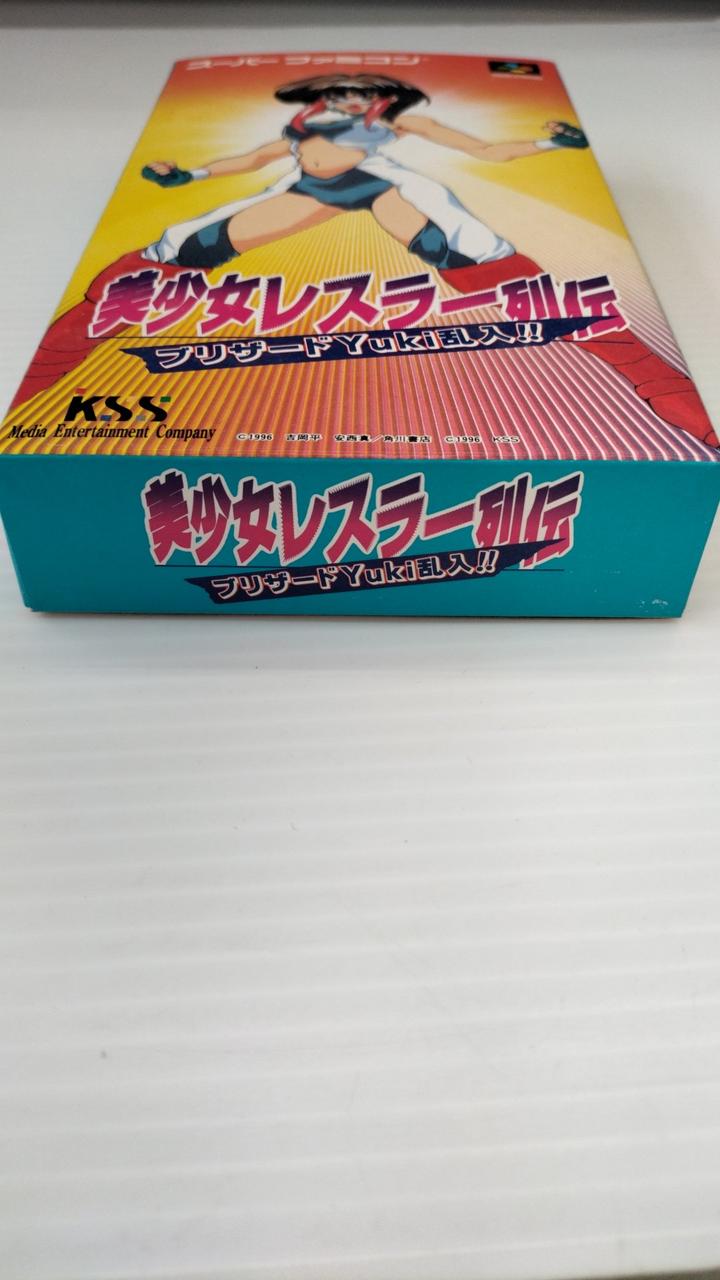 スーパーファミコン
美少女レスラー列伝
ブリザードYuki乱入!!
KSS
Media Entertainment Company
©1996 吉岡平 安西真／角川書店 ©1996 KSS
美少女レスラー列伝
ブリザードYuki乱入!!